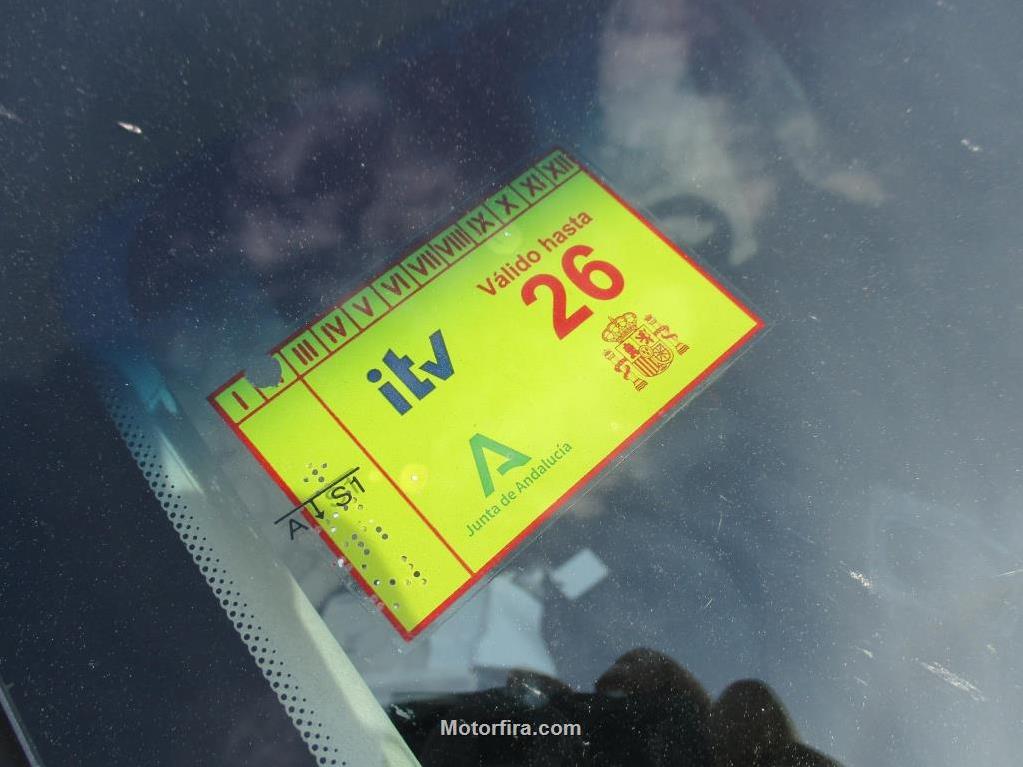 I III IV V VI VII VIII IX X XI XII
Válido hasta
26
itv
Junta de Andalucía
A S1
Motorfira.com